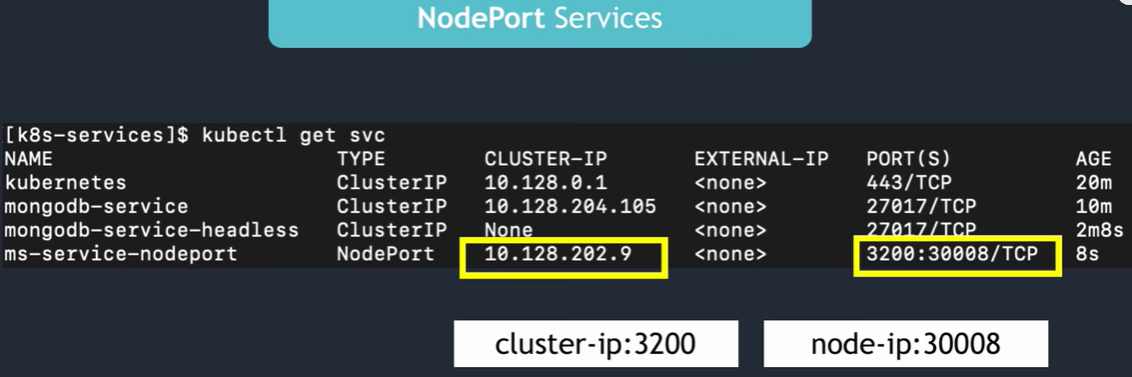 NodePort Services
[k8s-services]$ kubectl get svc
NAME TYPE CLUSTER-IP EXTERNAL-IP PORT(S) AGE
kubernetes ClusterIP 10.128.0.1 <none> 443/TCP 20m
mongodb-service ClusterIP 10.128.204.105 <none> 27017/TCP 10m
mongodb-service-headless ClusterIP None <none> 27017/TCP 2m8s
ms-service-nodeport NodePort 10.128.202.9 <none> 3200:30008/TCP 8s
cluster-ip:3200 node-ip:30008